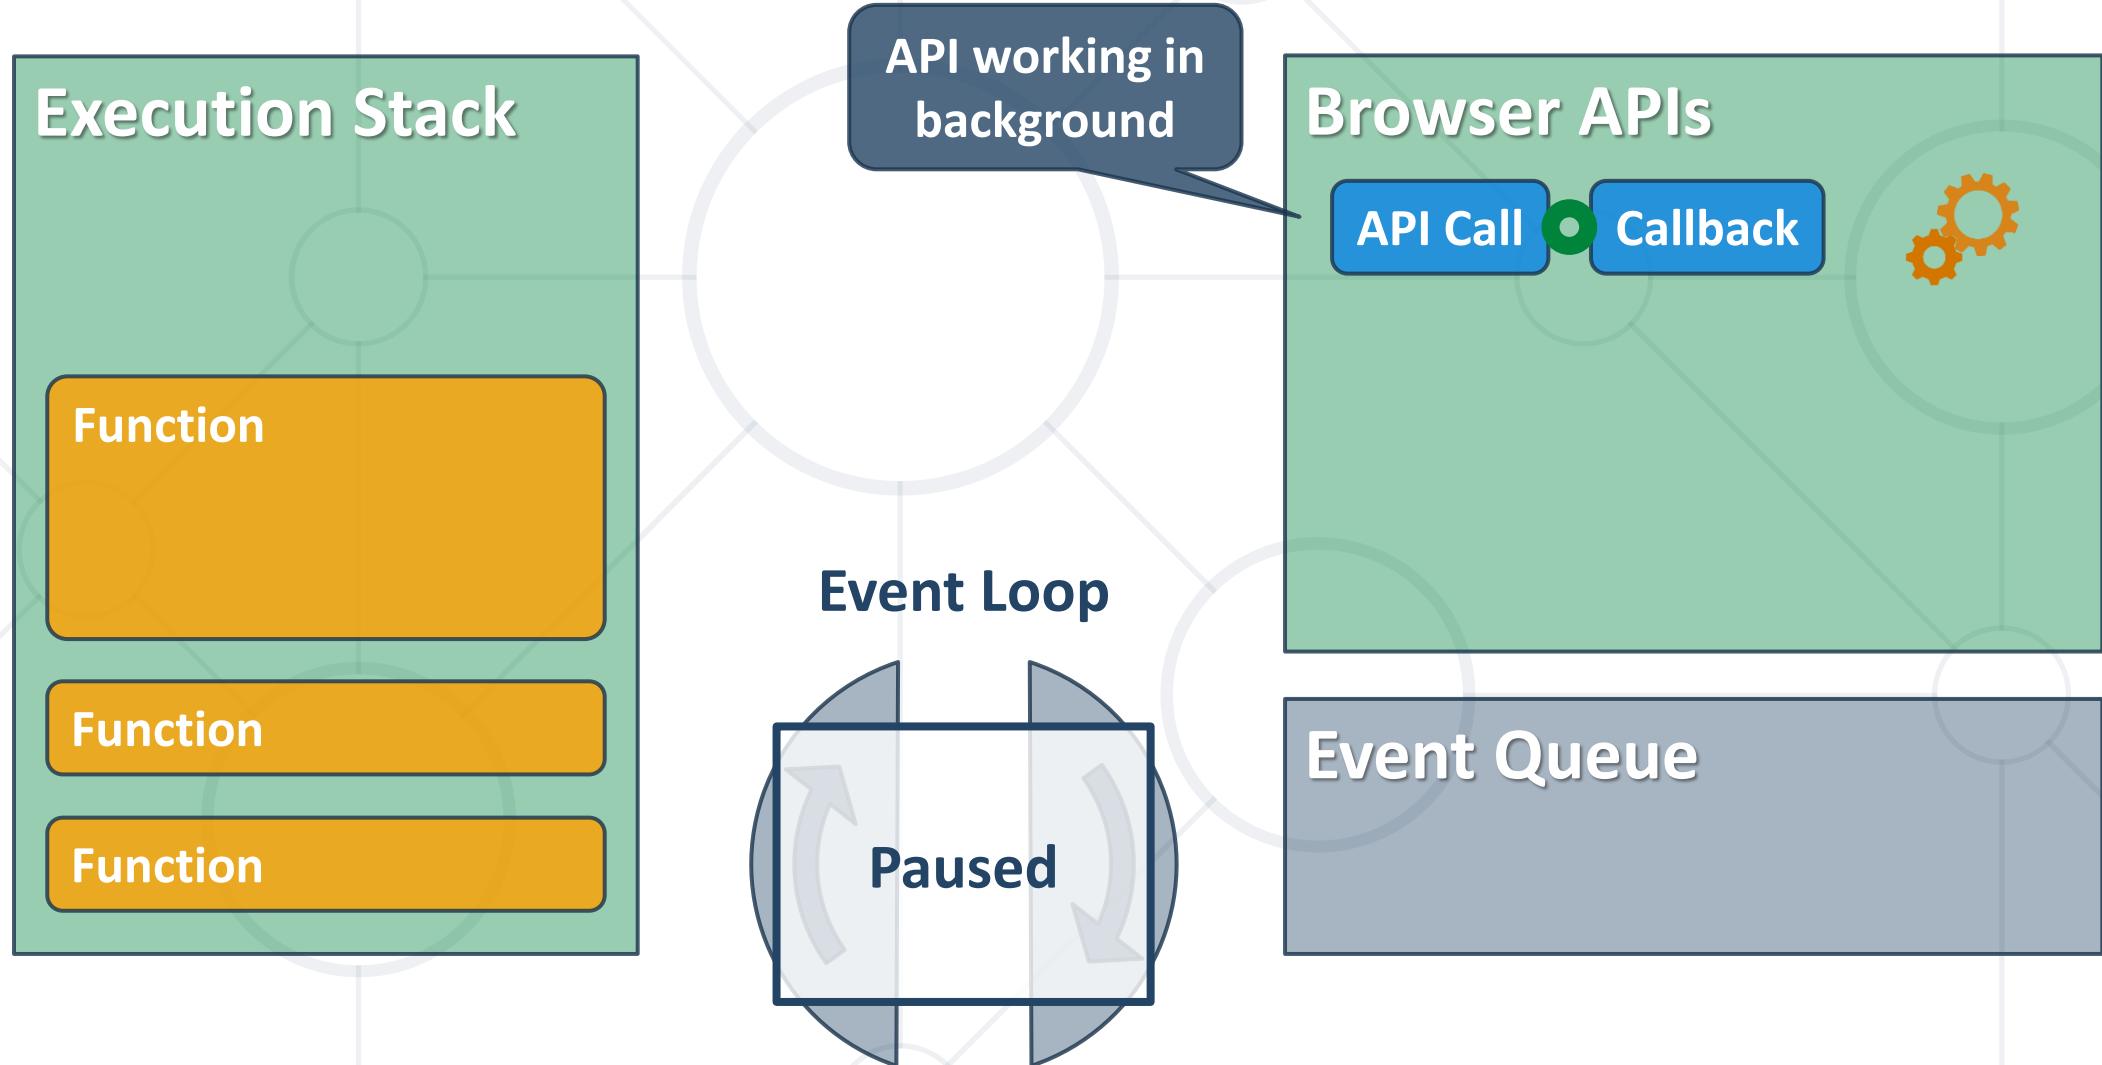 API working in
background
Execution Stack
Function
Function
Function
Event Loop
Paused
Browser APIs
API Call
Callback
Event Queue